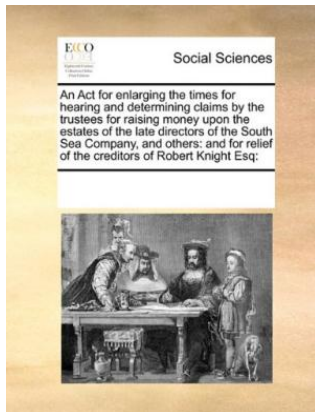 ECCO
Social Sciences
An Act for enlarging the times for
hearing and determining claims by the
trustees for raising money upon the
estates of the late directors of the South
Sea Company, and others: and for relief
of the creditors of Robert Knight Esq: